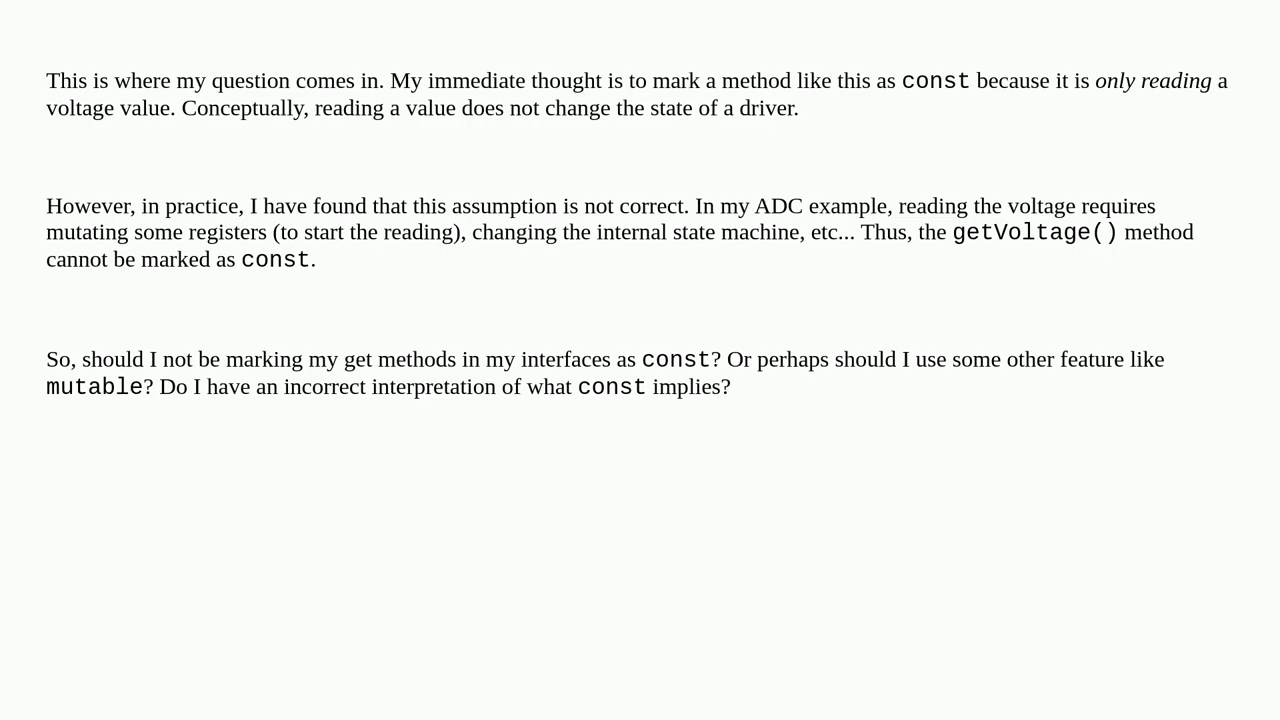 This is where my question comes in. My immediate thought is to mark a method like this as const because it is only reading a
voltage value. Conceptually, reading a value does not change the state of a driver.
However, in practice, I have found that this assumption is not correct. In my ADC example, reading the voltage requires
mutating some registers (to start the reading), changing the internal state machine, etc... Thus, the getVoltage() method
cannot be marked as const.
So, should I not be marking my get methods in my interfaces as const? Or perhaps should I use some other feature like
mutable? Do I have an incorrect interpretation of what const implies?